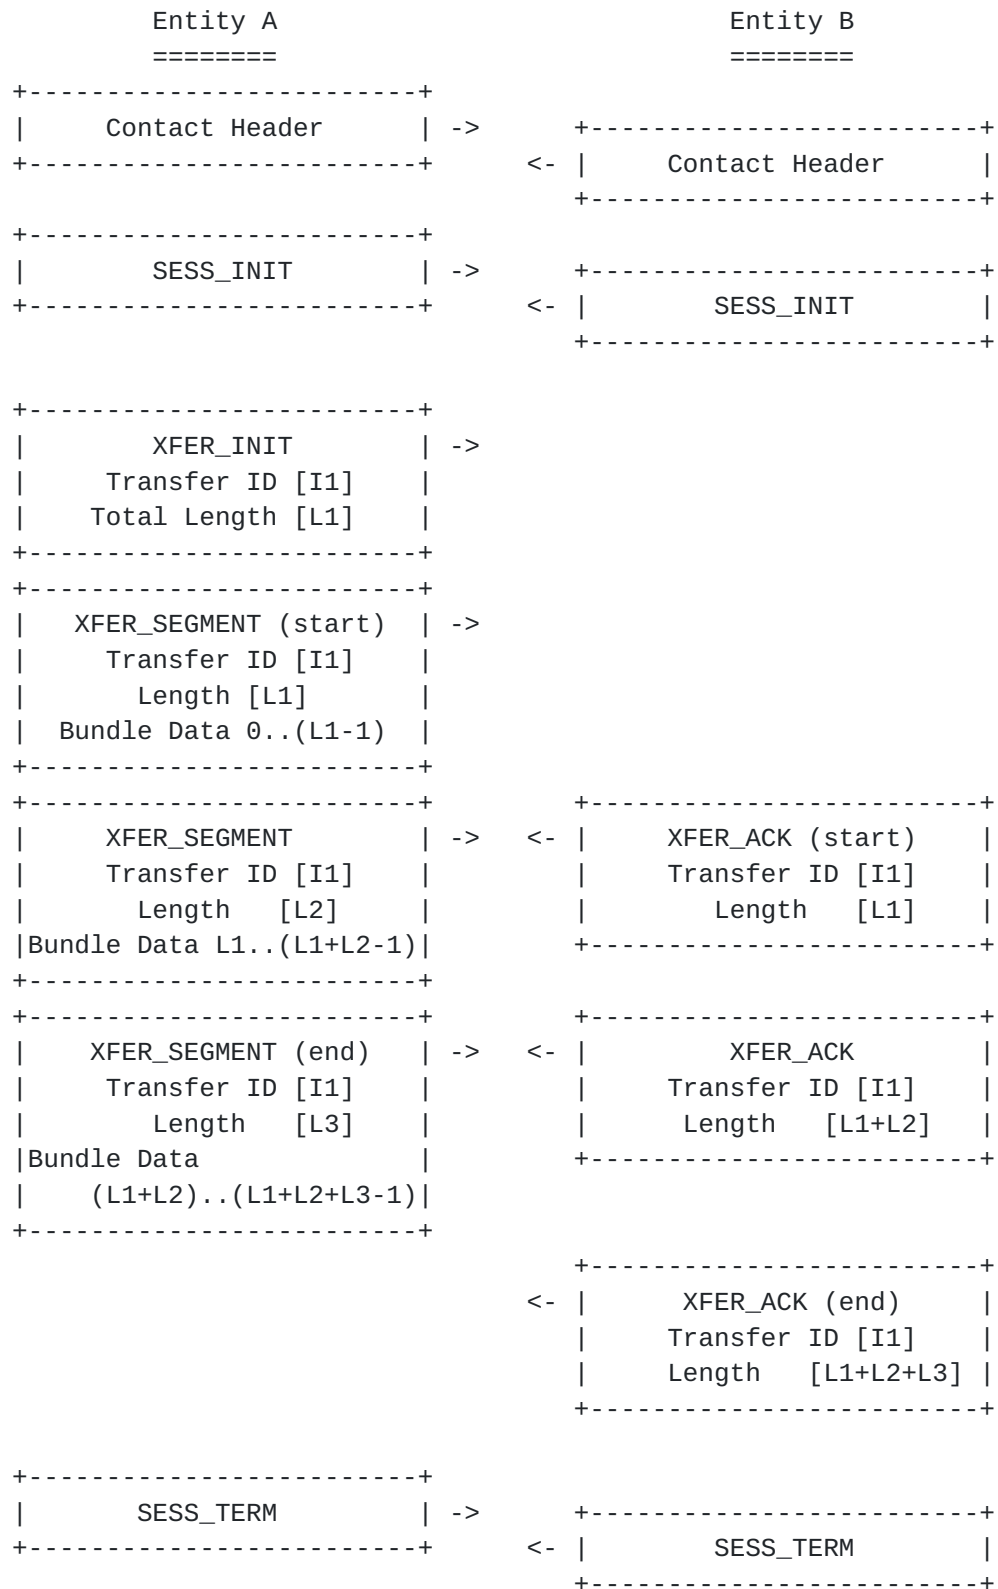 Entity A                             Entity B
         ========                             ========
+-------------------------+
|     Contact Header      | ->      +-------------------------+
+-------------------------+      <- |     Contact Header      |
                                    +-------------------------+
+-------------------------+
|        SESS_INIT        | ->      +-------------------------+
+-------------------------+      <- |        SESS_INIT        |
                                    +-------------------------+

+-------------------------+
|        XFER_INIT        | ->
|     Transfer ID [I1]    |
|    Total Length [L1]    |
+-------------------------+
+-------------------------+
|   XFER_SEGMENT (start)  | ->
|     Transfer ID [I1]    |
|       Length [L1]       |
|  Bundle Data 0..(L1-1)  |
+-------------------------+
+-------------------------+         +-------------------------+
|     XFER_SEGMENT        | ->   <- |     XFER_ACK (start)    |
|     Transfer ID [I1]    |         |     Transfer ID [I1]    |
|       Length   [L2]     |         |        Length   [L1]    |
|Bundle Data L1..(L1+L2-1)|         +-------------------------+
+-------------------------+
+-------------------------+         +-------------------------+
|    XFER_SEGMENT (end)   | ->   <- |         XFER_ACK        |
|     Transfer ID [I1]    |         |     Transfer ID [I1]    |
|        Length   [L3]    |         |      Length   [L1+L2]   |
|Bundle Data              |         +-------------------------+
|    (L1+L2)..(L1+L2+L3-1)|
+-------------------------+
                                    +-------------------------+
                                 <- |      XFER_ACK (end)     |
                                    |     Transfer ID [I1]    |
                                    |     Length   [L1+L2+L3] |
                                    +-------------------------+

+-------------------------+
|       SESS_TERM         | ->      +-------------------------+
+-------------------------+      <- |        SESS_TERM        |
                                    +-------------------------+